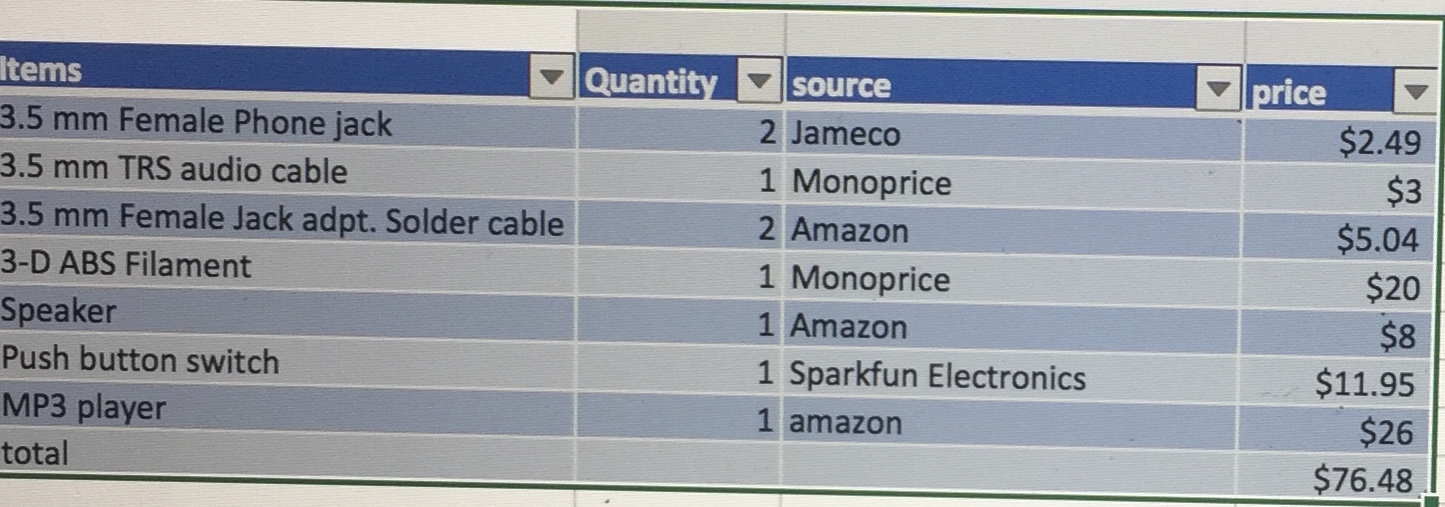 Items Quantity source price
3.5 mm Female Phone jack 2 Jameco $2.49
3.5 mm TRS audio cable 1 Monoprice $3
3.5 mm Female Jack adpt. Solder cable 2 Amazon $5.04
3-D ABS Filament 1 Monoprice $20
Speaker 1 Amazon $8
Push button switch 1 Sparkfun Electronics $11.95
MP3 player 1 amazon $26
total $76.48